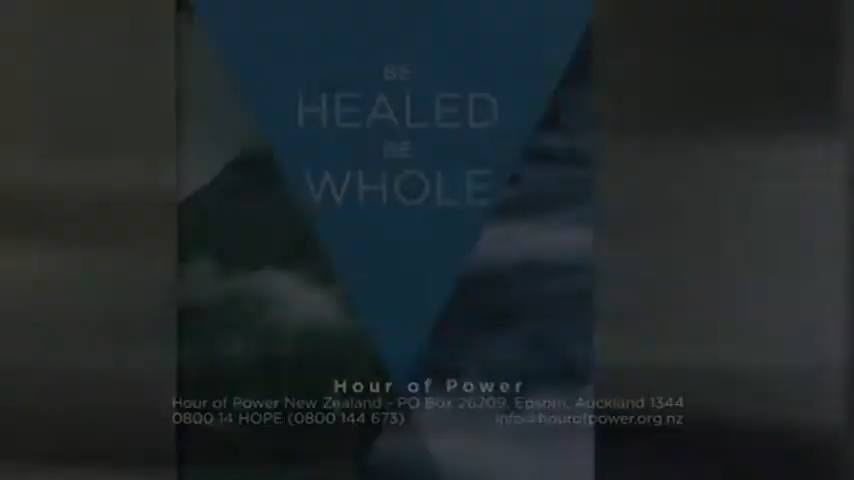 BE
HEALED
BE
WHOLE
Hour of Power
Hour of Power New Zealand - PO Box 26209, Epsom, Auckland 1344
0800 14 HOPE (0800 144 673) info@hourofpower.org.nz